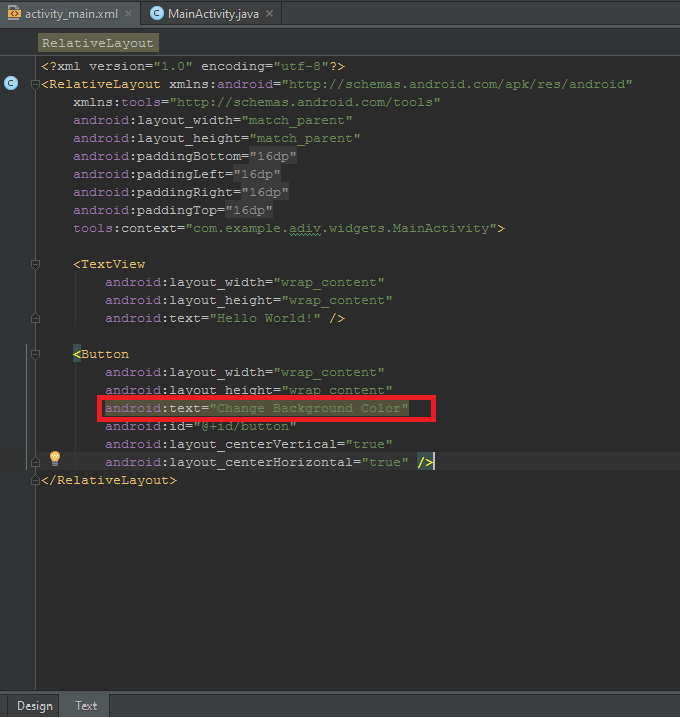 activity_main.xml MainActivity.java
RelativeLayout
<?xml version="1.0" encoding="utf-8"?>
<RelativeLayout xmlns:android="http://schemas.android.com/apk/res/android"
    xmlns:tools="http://schemas.android.com/tools"
    android:layout_width="match_parent"
    android:layout_height="match_parent"
    android:paddingBottom="16dp"
    android:paddingLeft="16dp"
    android:paddingRight="16dp"
    android:paddingTop="16dp"
    tools:context="com.example.adiv.widgets.MainActivity">
    <TextView
        android:layout_width="wrap_content"
        android:layout_height="wrap_content"
        android:text="Hello World!" />
    <Button
        android:layout_width="wrap_content"
        android:layout_height="wrap_content"
        android:text="Change Background Color"
        android:id="@+id/button"
        android:layout_centerVertical="true"
        android:layout_centerHorizontal="true" />
</RelativeLayout>
Design Text